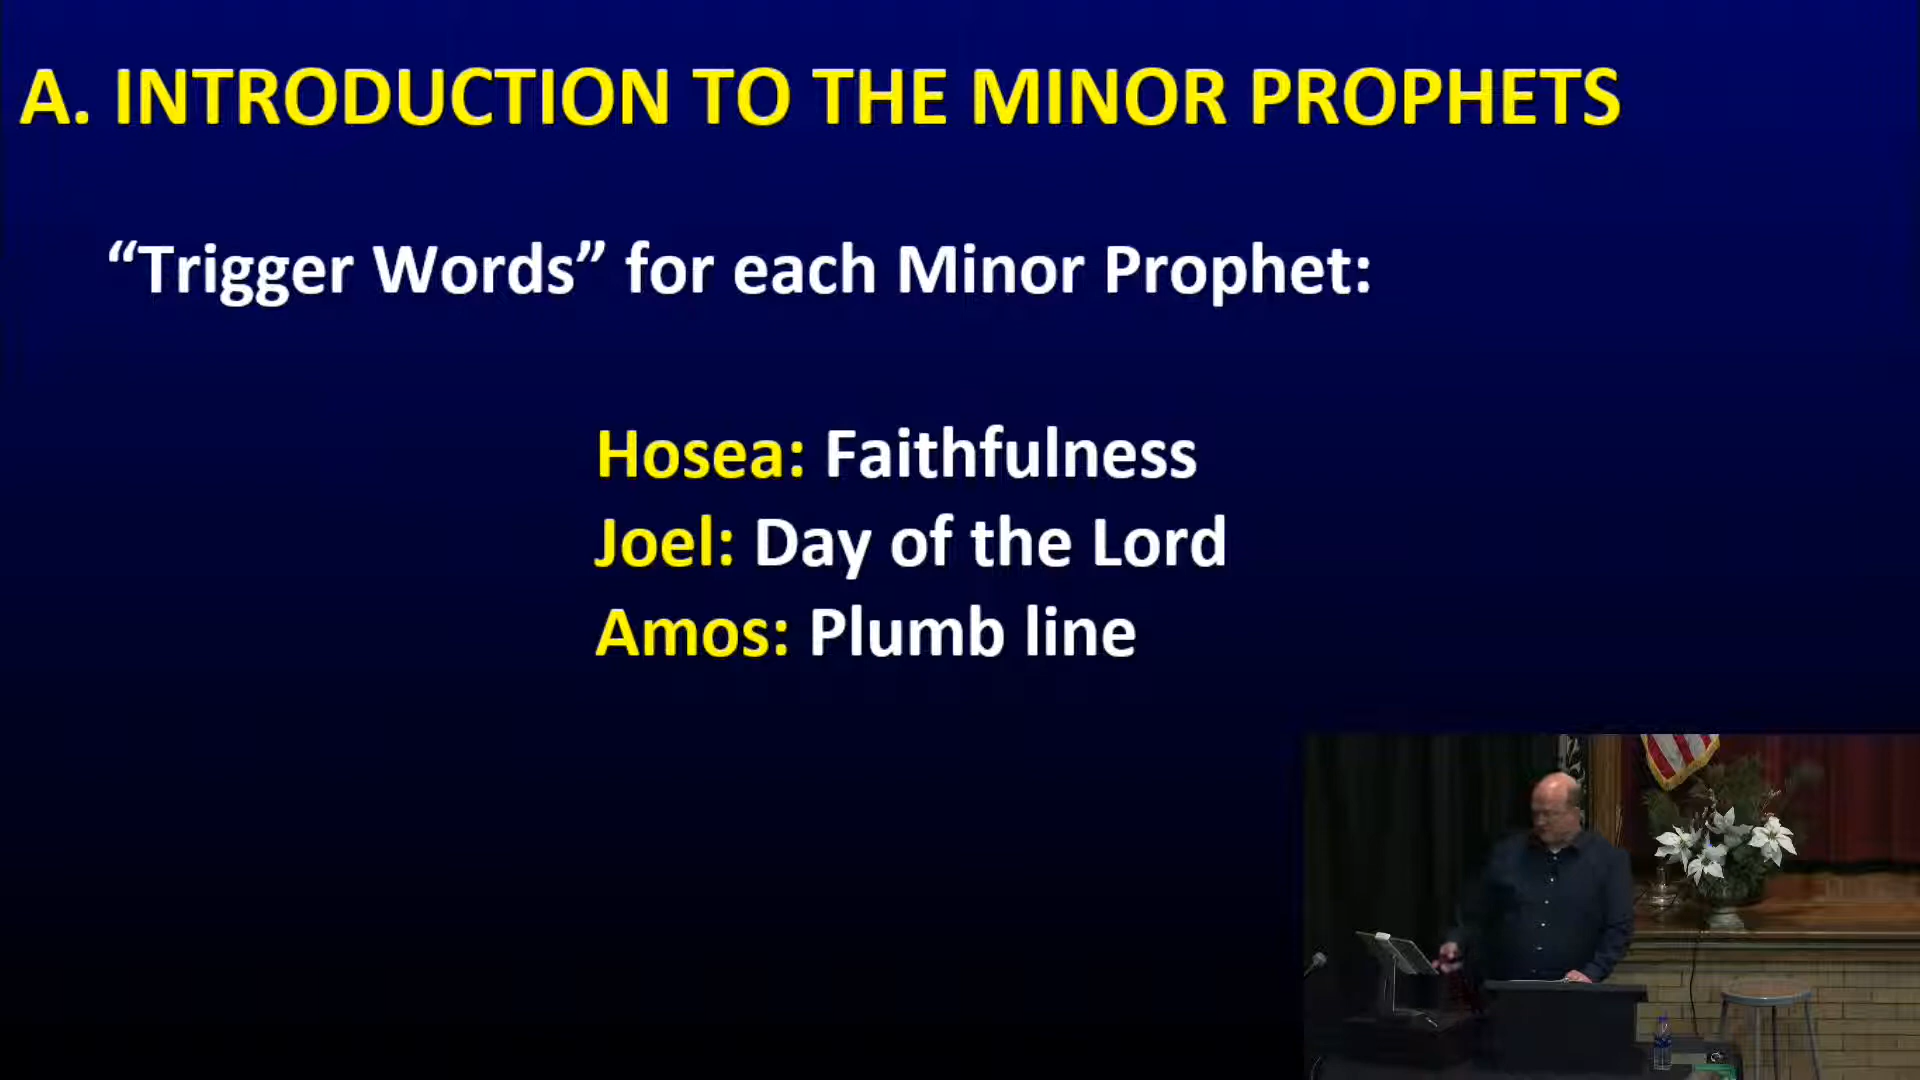 A. INTRODUCTION TO THE MINOR PROPHETS
“Trigger Words” for each Minor Prophet:
Hosea: Faithfulness
Joel: Day of the Lord
Amos: Plumb line